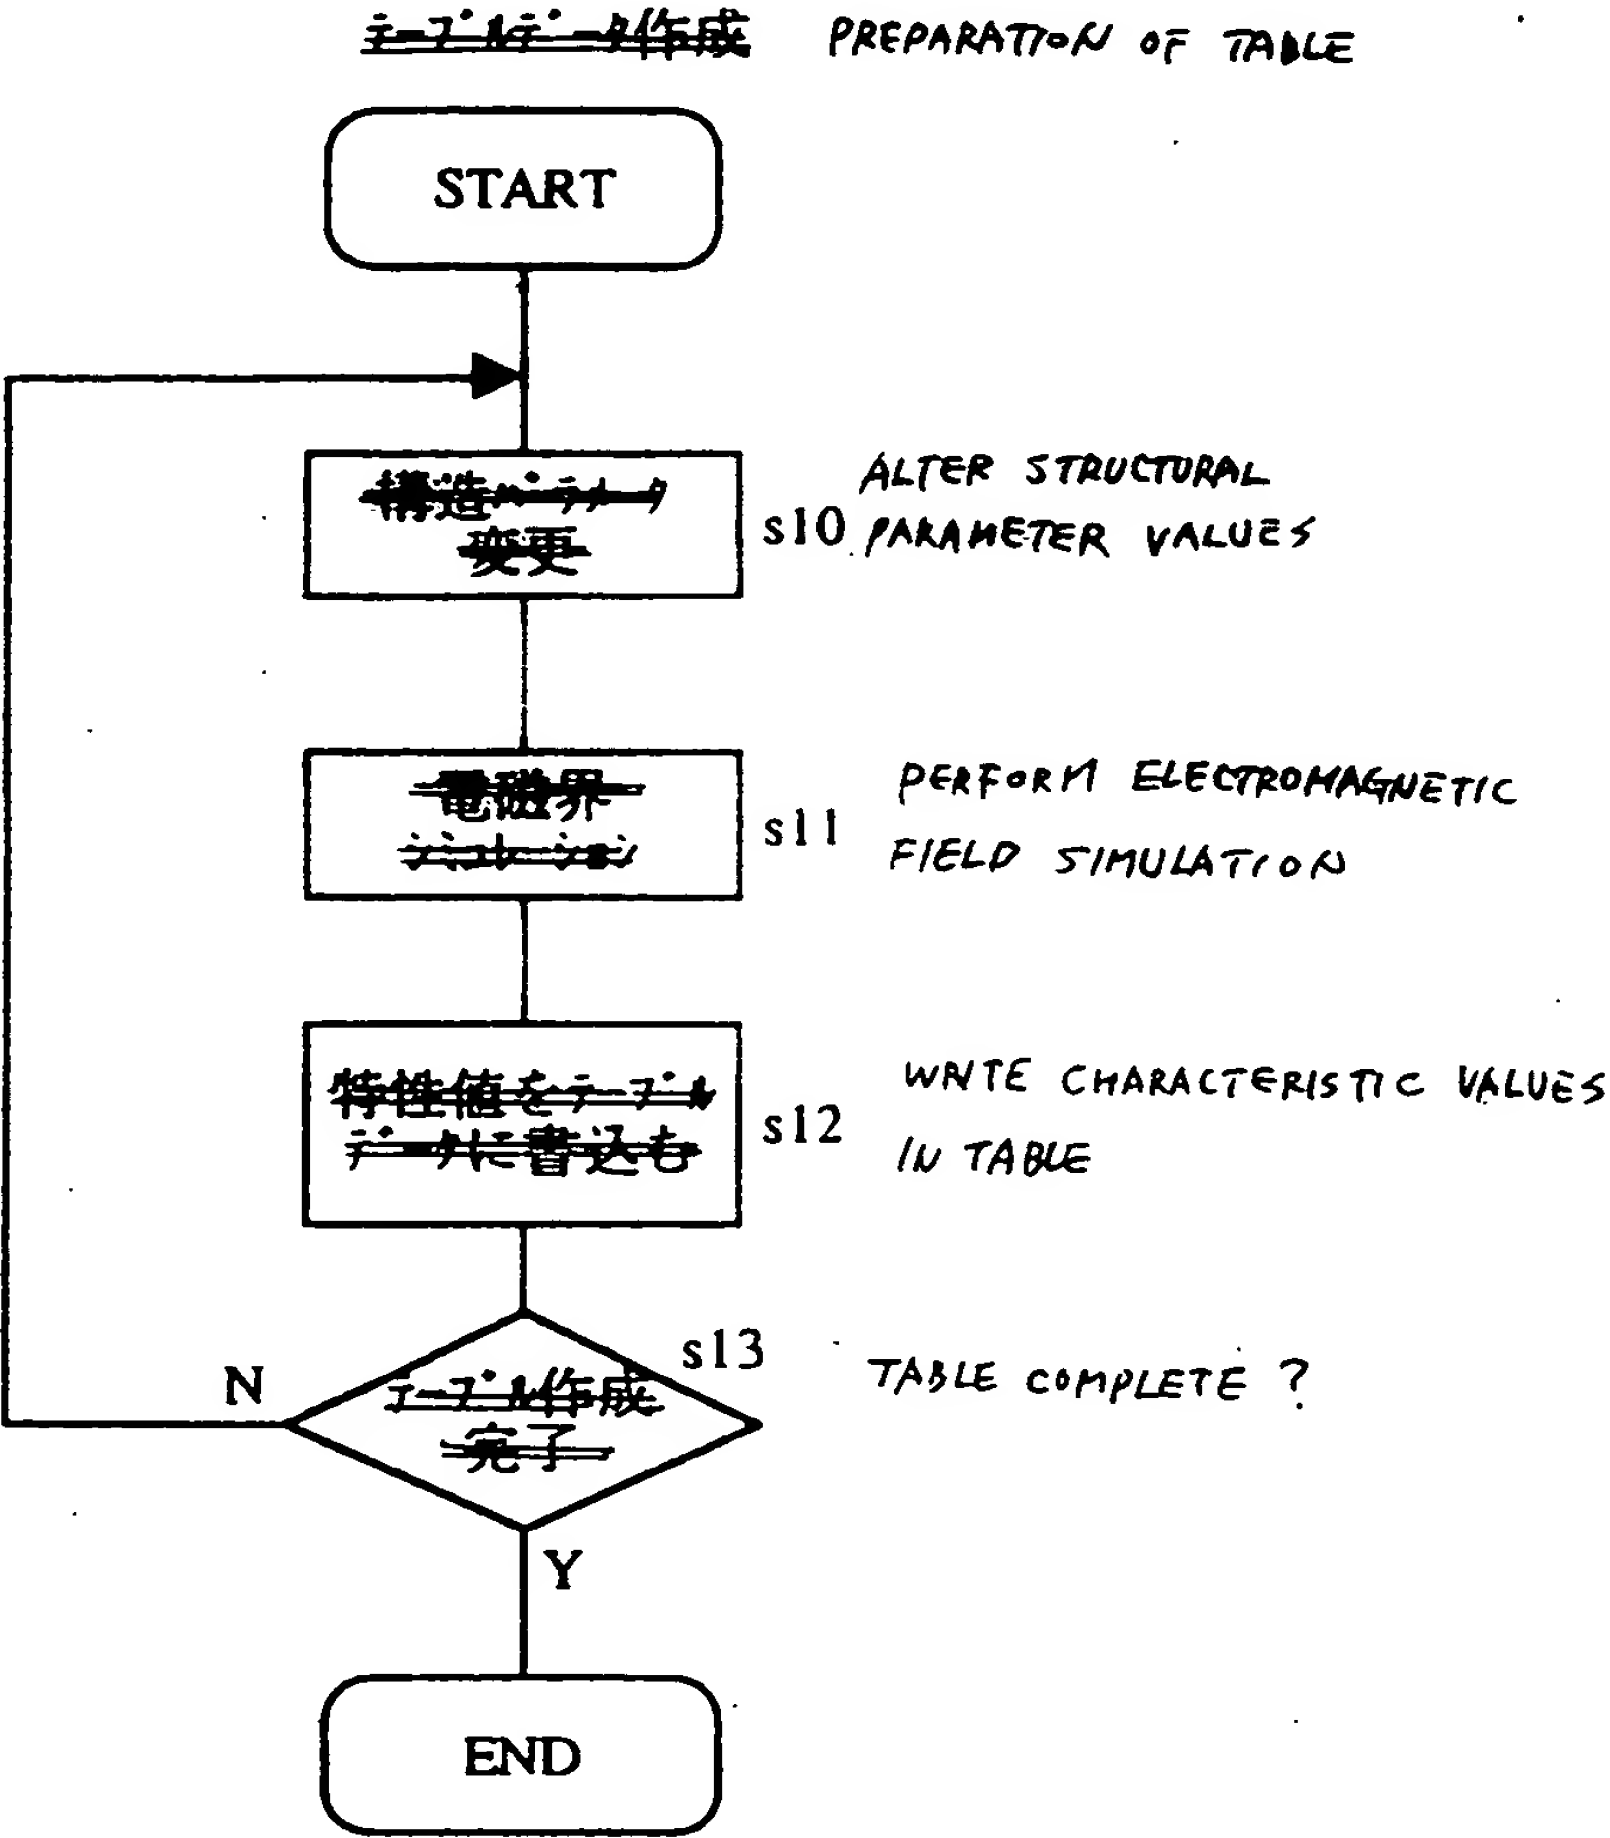 テーブルデータ作成 PREPARATION OF TABLE
START
構造パラメタ
変更
s10
ALTER STRUCTURAL
PARAMETER VALUES
電磁界
シミュレーション
s11
PERFORM ELECTROMAGNETIC
FIELD SIMULATION
特性値をテーブル
データに書込む
s12
WRITE CHARACTERISTIC VALUES
IN TABLE
s13
テーブル作成
完了
TABLE COMPLETE ?
N
Y
END